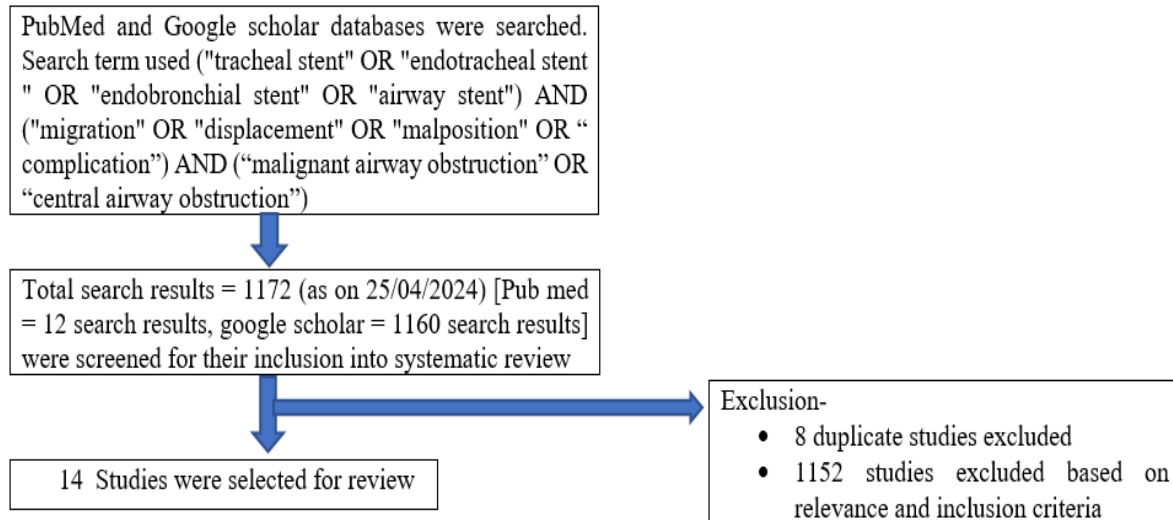 PubMed and Google scholar databases were searched.
Search term used ("tracheal stent" OR "endotracheal stent
" OR "endobronchial stent" OR "airway stent") AND
("migration" OR "displacement" OR "malposition" OR “
complication”) AND (“malignant airway obstruction” OR
“central airway obstruction”)
Total search results = 1172 (as on 25/04/2024) [Pub med
= 12 search results, google scholar = 1160 search results]
were screened for their inclusion into systematic review
Exclusion-
• 8 duplicate studies excluded
• 1152 studies excluded based on
relevance and inclusion criteria
14 Studies were selected for review